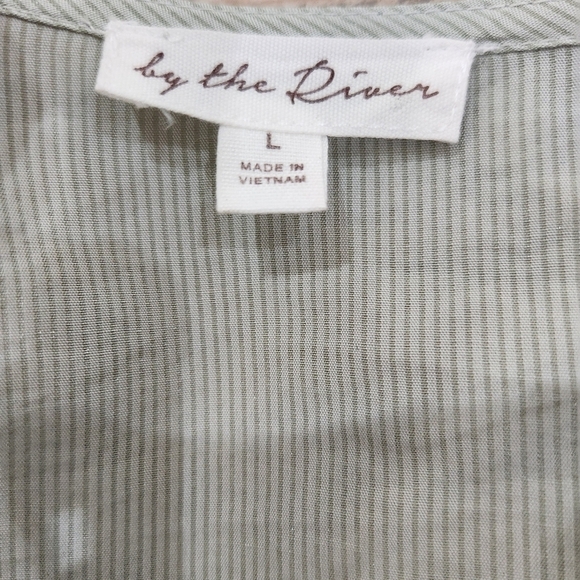 by the River
L
MADE IN
VIETNAM